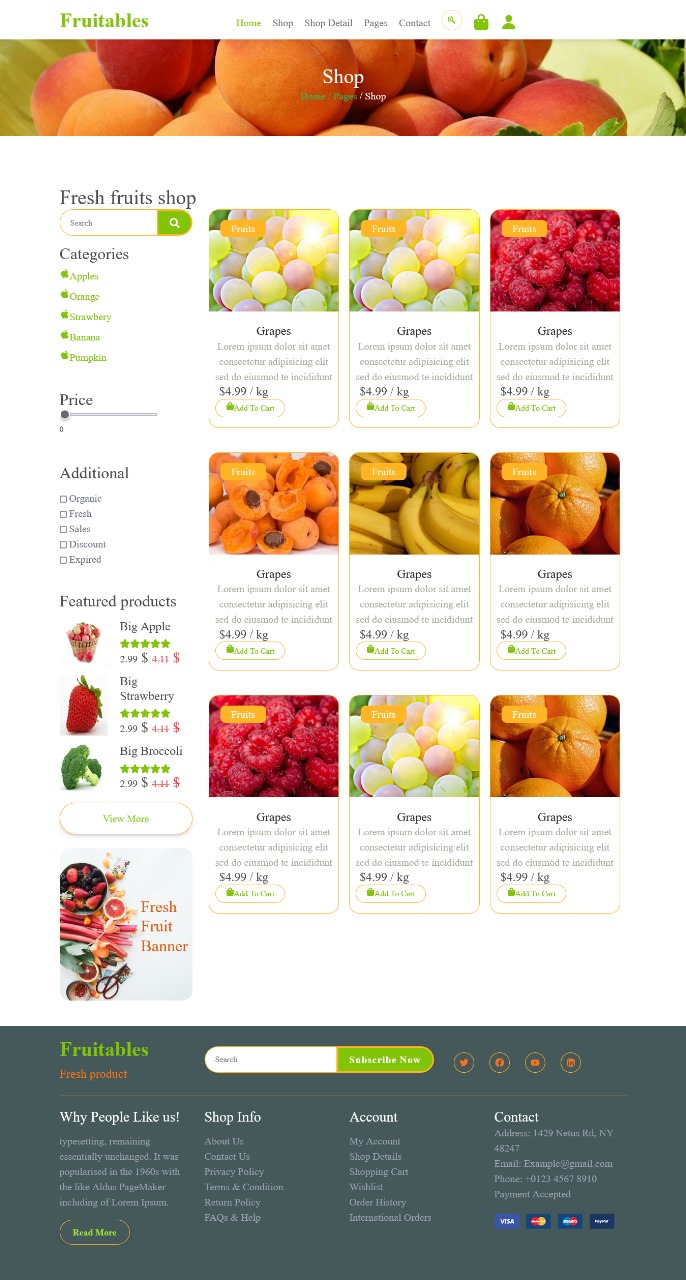 Fruitables
Home Shop Shop Detail Pages Contact
Shop
Home / Pages / Shop
Fresh fruits shop
Search
Categories
Apples
Orange
Strawbery
Banana
Pumpkin
Price
0
Additional
Organic
Fresh
Sales
Discount
Expired
Featured products
Big Apple
2.99 $ 4.11 $
Big
Strawberry
2.99 $ 4.11 $
Big Broccoli
2.99 $ 4.11 $
View More
Fresh
Fruit
Banner
Fruits
Grapes
Lorem ipsum dolor sit amet
consectetur adipisicing elit
sed do eiusmod te incididunt
$4.99 / kg
Add To Cart
Fruits
Grapes
Lorem ipsum dolor sit amet
consectetur adipisicing elit
sed do eiusmod te incididunt
$4.99 / kg
Add To Cart
Fruits
Grapes
Lorem ipsum dolor sit amet
consectetur adipisicing elit
sed do eiusmod te incididunt
$4.99 / kg
Add To Cart
Fruits
Grapes
Lorem ipsum dolor sit amet
consectetur adipisicing elit
sed do eiusmod te incididunt
$4.99 / kg
Add To Cart
Fruits
Grapes
Lorem ipsum dolor sit amet
consectetur adipisicing elit
sed do eiusmod te incididunt
$4.99 / kg
Add To Cart
Fruits
Grapes
Lorem ipsum dolor sit amet
consectetur adipisicing elit
sed do eiusmod te incididunt
$4.99 / kg
Add To Cart
Fruits
Grapes
Lorem ipsum dolor sit amet
consectetur adipisicing elit
sed do eiusmod te incididunt
$4.99 / kg
Add To Cart
Fruits
Grapes
Lorem ipsum dolor sit amet
consectetur adipisicing elit
sed do eiusmod te incididunt
$4.99 / kg
Add To Cart
Fruits
Grapes
Lorem ipsum dolor sit amet
consectetur adipisicing elit
sed do eiusmod te incididunt
$4.99 / kg
Add To Cart
Fruitables
Fresh product
Search
Subscribe Now
Why People Like us!
typesetting, remaining
essentially unchanged. It was
popularised in the 1960s with
the like Aldus PageMaker
including of Lorem Ipsum.
Read More
Shop Info
About Us
Contact Us
Privacy Policy
Terms & Condition
Return Policy
FAQs & Help
Account
My Account
Shop Details
Shopping Cart
Wishlist
Order History
International Orders
Contact
Address: 1429 Netus Rd, NY
48247
Email: Example@gmail.com
Phone: +0123 4567 8910
Payment Accepted
VISA
PayPal